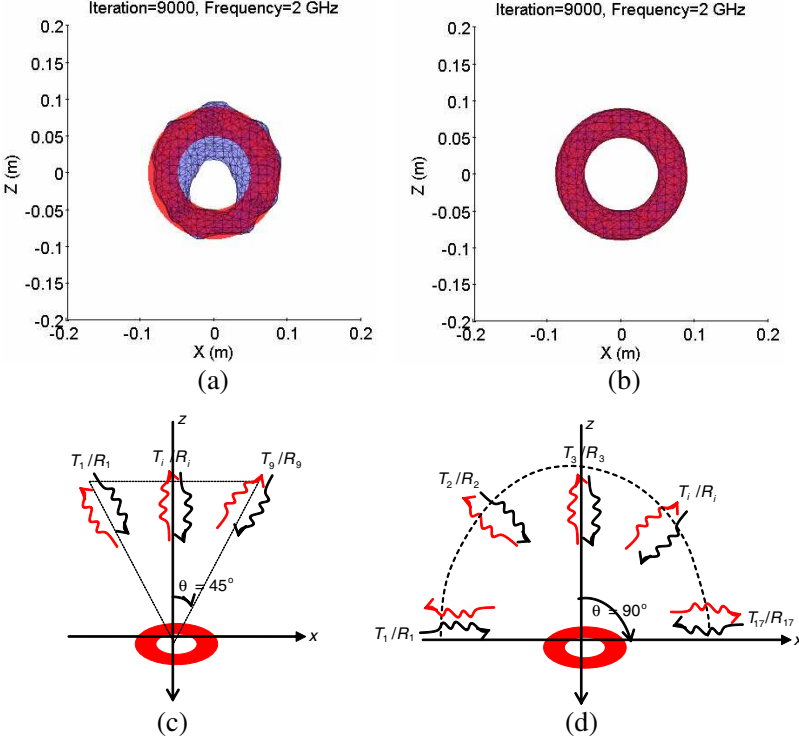 Iteration=9000, Frequency=2 GHz
0.2
0.15
0.1
0.05
0
-0.05
-0.1
-0.15
-0.2
Z (m)
-0.2 -0.1 0 0.1 0.2
X (m)
(a)
Iteration=9000, Frequency=2 GHz
0.2
0.15
0.1
0.05
0
-0.05
-0.1
-0.15
-0.2
Z (m)
-0.2 -0.1 0 0.1 0.2
X (m)
(b)
z
T1/R1
Ti/Ri
T9/R9
θ = 45°
x
(c)
z
T3/R3
T2/R2
Ti/Ri
θ = 90°
T1/R1
T17/R17
x
(d)